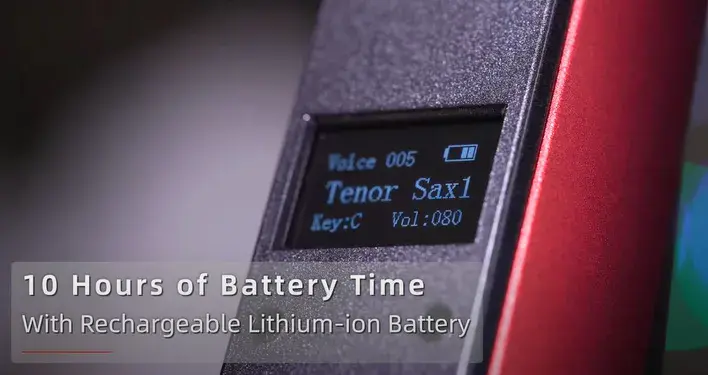 Voice 005
Tenor Sax1
Key:C Vol:080
10 Hours of Battery Time
With Rechargeable Lithium-ion Battery